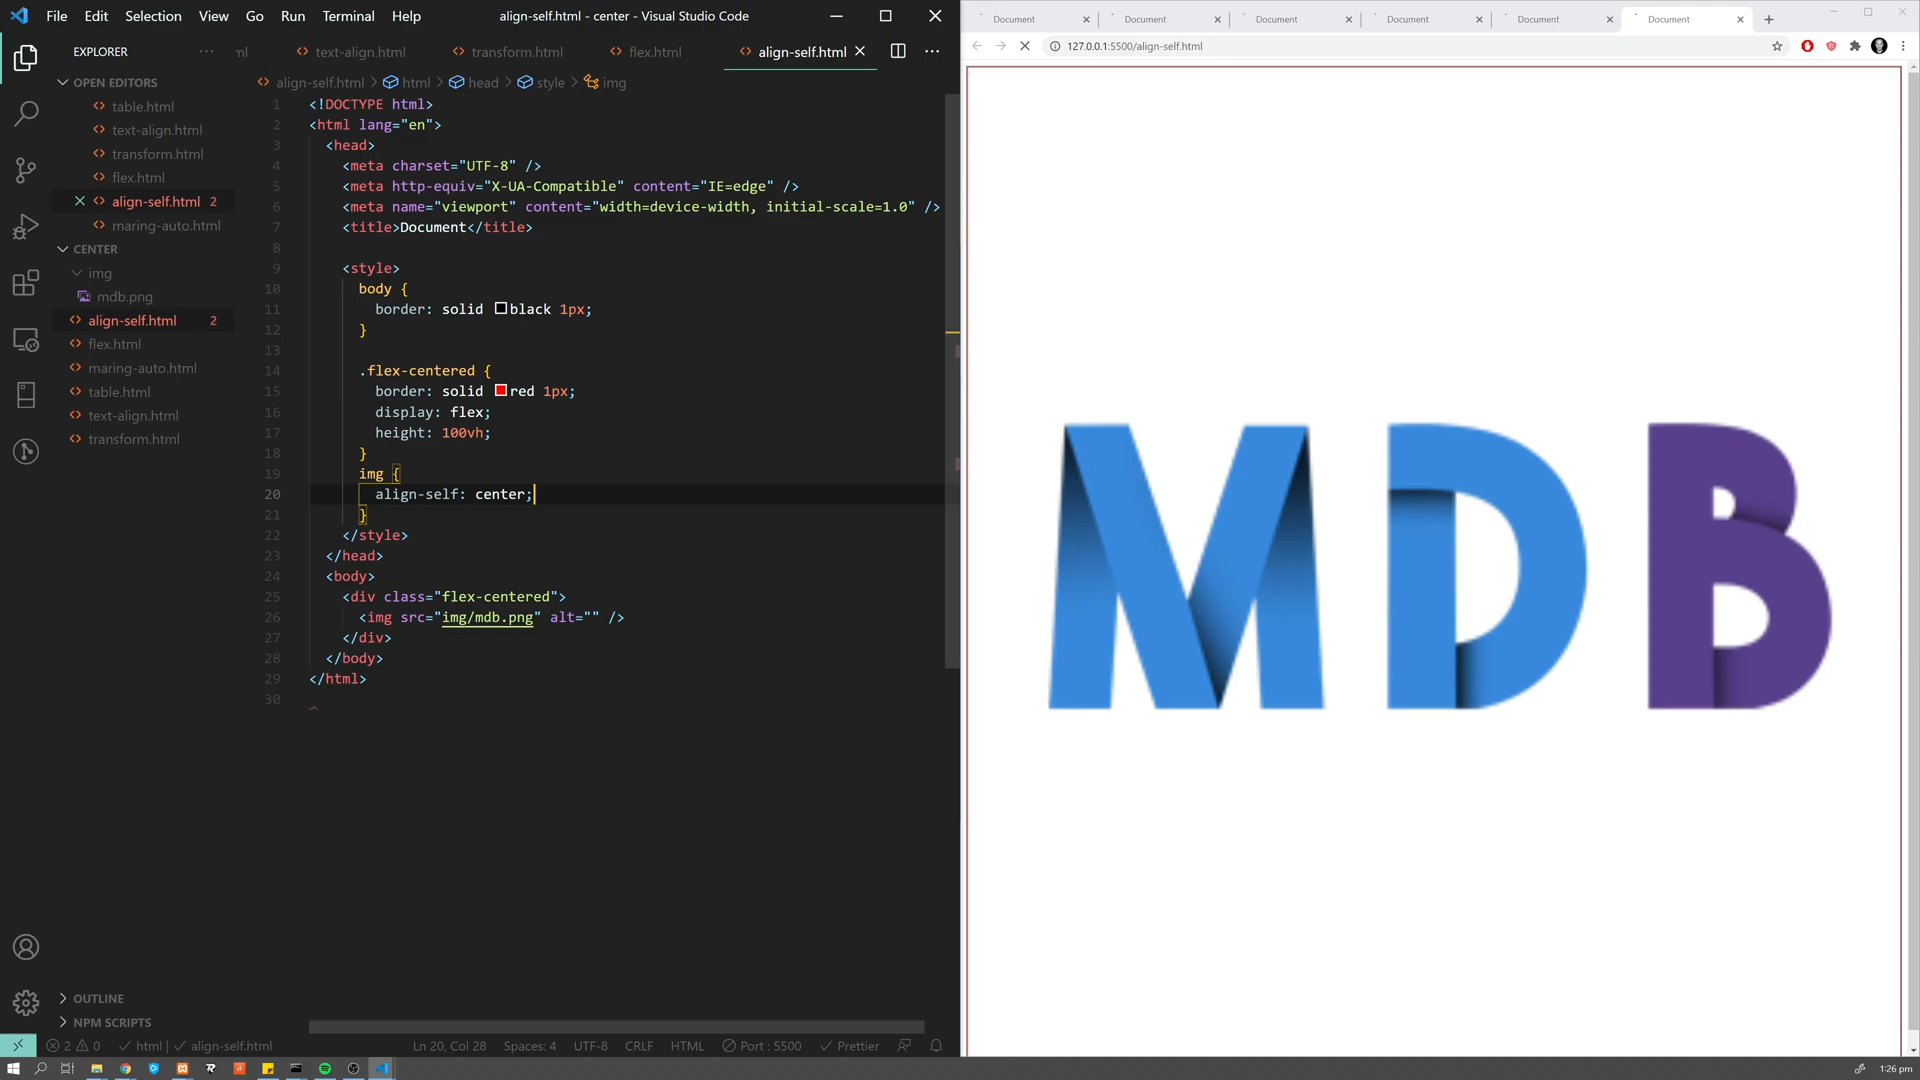 File Edit Selection View Go Run Terminal Help
align-self.html - center - Visual Studio Code
EXPLORER
ml text-align.html transform.html flex.html align-self.html
OPEN EDITORS
table.html
text-align.html
transform.html
flex.html
align-self.html 2
maring-auto.html
CENTER
img
mdb.png
align-self.html 2
flex.html
maring-auto.html
table.html
text-align.html
transform.html
OUTLINE
NPM SCRIPTS
align-self.html > html > head > style > img
1 <!DOCTYPE html>
2 <html lang="en">
3 <head>
4 <meta charset="UTF-8" />
5 <meta http-equiv="X-UA-Compatible" content="IE=edge" />
6 <meta name="viewport" content="width=device-width, initial-scale=1.0" />
7 <title>Document</title>
8
9 <style>
10 body {
11 border: solid black 1px;
12 }
13
14 .flex-centered {
15 border: solid red 1px;
16 display: flex;
17 height: 100vh;
18 }
19 img {
20 align-self: center;
21 }
22 </style>
23 </head>
24 <body>
25 <div class="flex-centered">
26 <img src="img/mdb.png" alt="" />
27 </div>
28 </body>
29 </html>
30
2 0 html | align-self.html Ln 20, Col 28 Spaces: 4 UTF-8 CRLF HTML Port : 5500 Prettier
Document Document Document Document Document Document
127.0.0.1:5500/align-self.html
MDB
1:26 pm